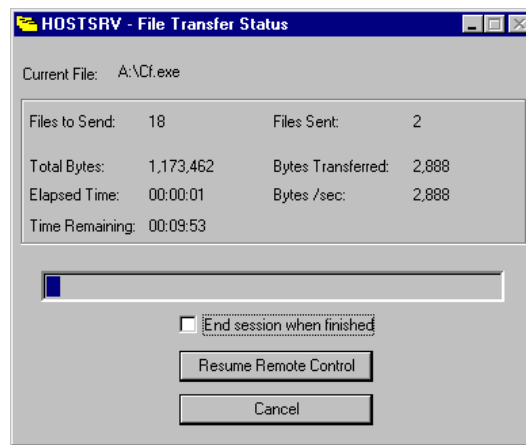 HOSTSRV - File Transfer Status
Current File: A:\Cf.exe
Files to Send: 18 Files Sent: 2
Total Bytes: 1,173,462 Bytes Transferred: 2,888
Elapsed Time: 00:00:01 Bytes /sec: 2,888
Time Remaining: 00:09:53
End session when finished
Resume Remote Control
Cancel